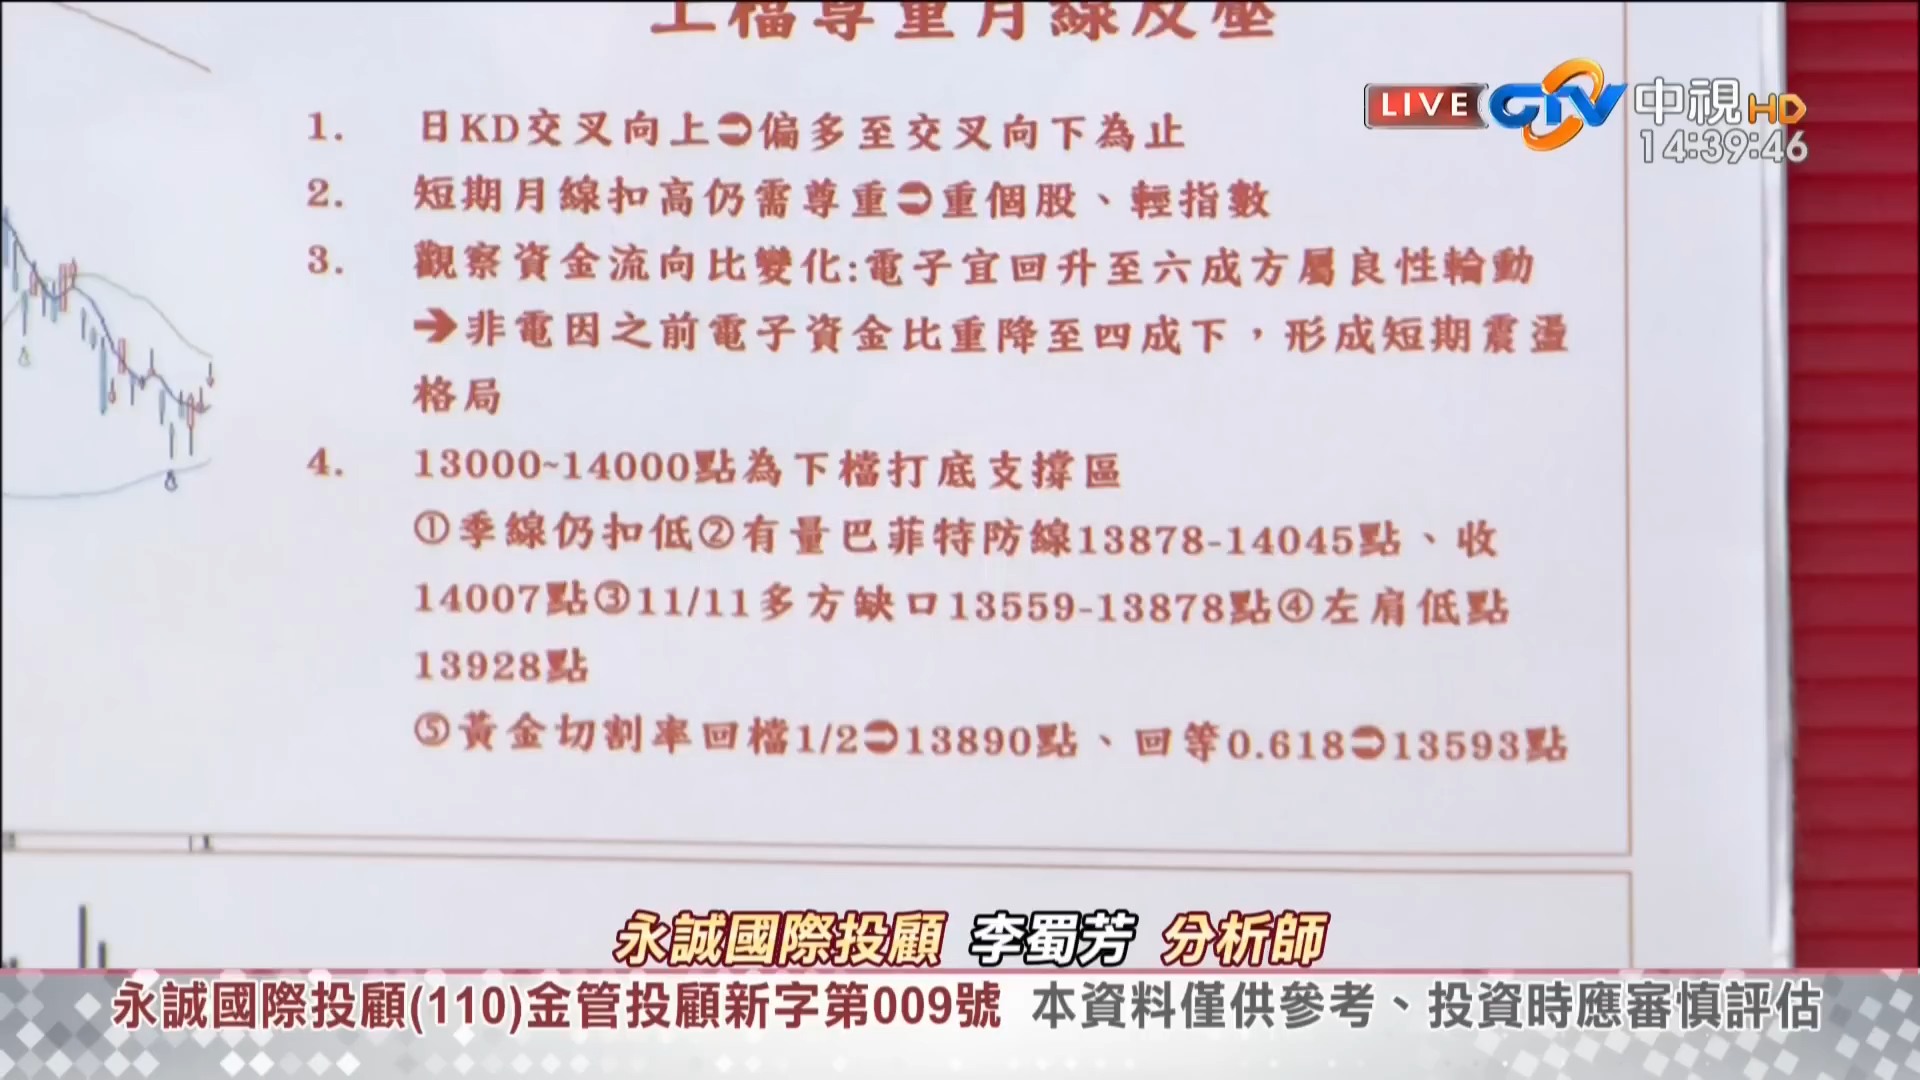 上檔尊重月線反壓
LIVE CTV 中視HD
14:39:46
1. 日KD交叉向上➲偏多至交叉向下為止
2. 短期月線扣高仍需尊重➲重個股、輕指數
3. 觀察資金流向比變化:電子宜回升至六成方屬良性輪動
➔非電因之前電子資金比重降至四成下，形成短期震盪
格局
4. 13000~14000點為下檔打底支撐區
①季線仍扣低②有量巴菲特防線13878-14045點、收
14007點③11/11多方缺口13559-13878點④左肩低點
13928點
⑤黃金切割率回檔1/2➲13890點、回等0.618➲13593點
永誠國際投顧 李蜀芳 分析師
永誠國際投顧(110)金管投顧新字第009號 本資料僅供參考、投資時應審慎評估